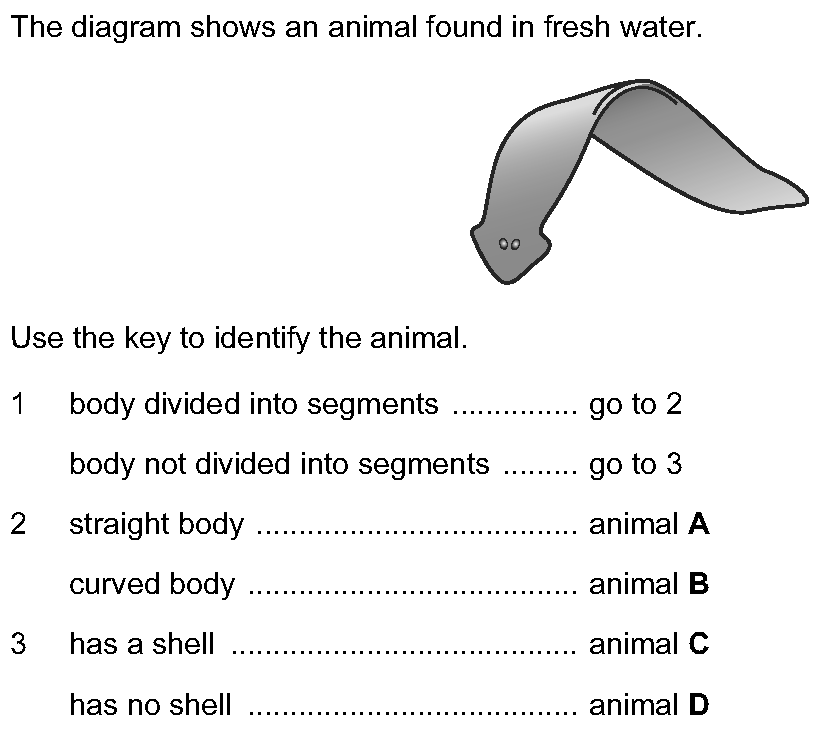 The diagram shows an animal found in fresh water.
Use the key to identify the animal.
1 body divided into segments ............... go to 2
body not divided into segments ......... go to 3
2 straight body ...................................... animal A
curved body ....................................... animal B
3 has a shell ......................................... animal C
has no shell ....................................... animal D